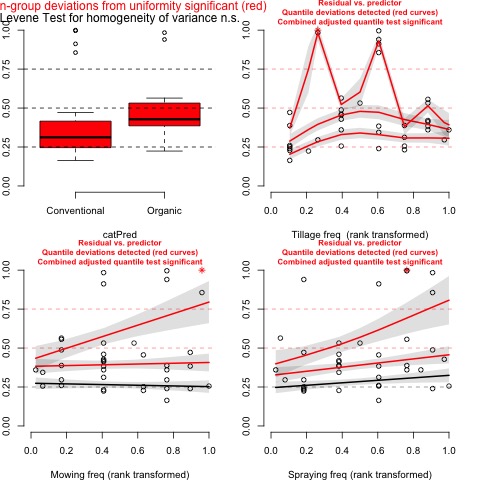 n-group deviations from uniformity significant (red)
Levene Test for homogeneity of variance n.s.
0.00 0.25 0.50 0.75 1.00
Conventional Organic
catPred
Residual vs. predictor
Quantile deviations detected (red curves)
Combined adjusted quantile test significant
0.00 0.25 0.50 0.75 1.00
0.0 0.2 0.4 0.6 0.8 1.0
Tillage freq (rank transformed)
Residual vs. predictor
Quantile deviations detected (red curves)
Combined adjusted quantile test significant
0.00 0.25 0.50 0.75 1.00
0.0 0.2 0.4 0.6 0.8 1.0
Mowing freq (rank transformed)
Residual vs. predictor
Quantile deviations detected (red curves)
Combined adjusted quantile test significant
0.00 0.25 0.50 0.75 1.00
0.0 0.2 0.4 0.6 0.8 1.0
Spraying freq (rank transformed)